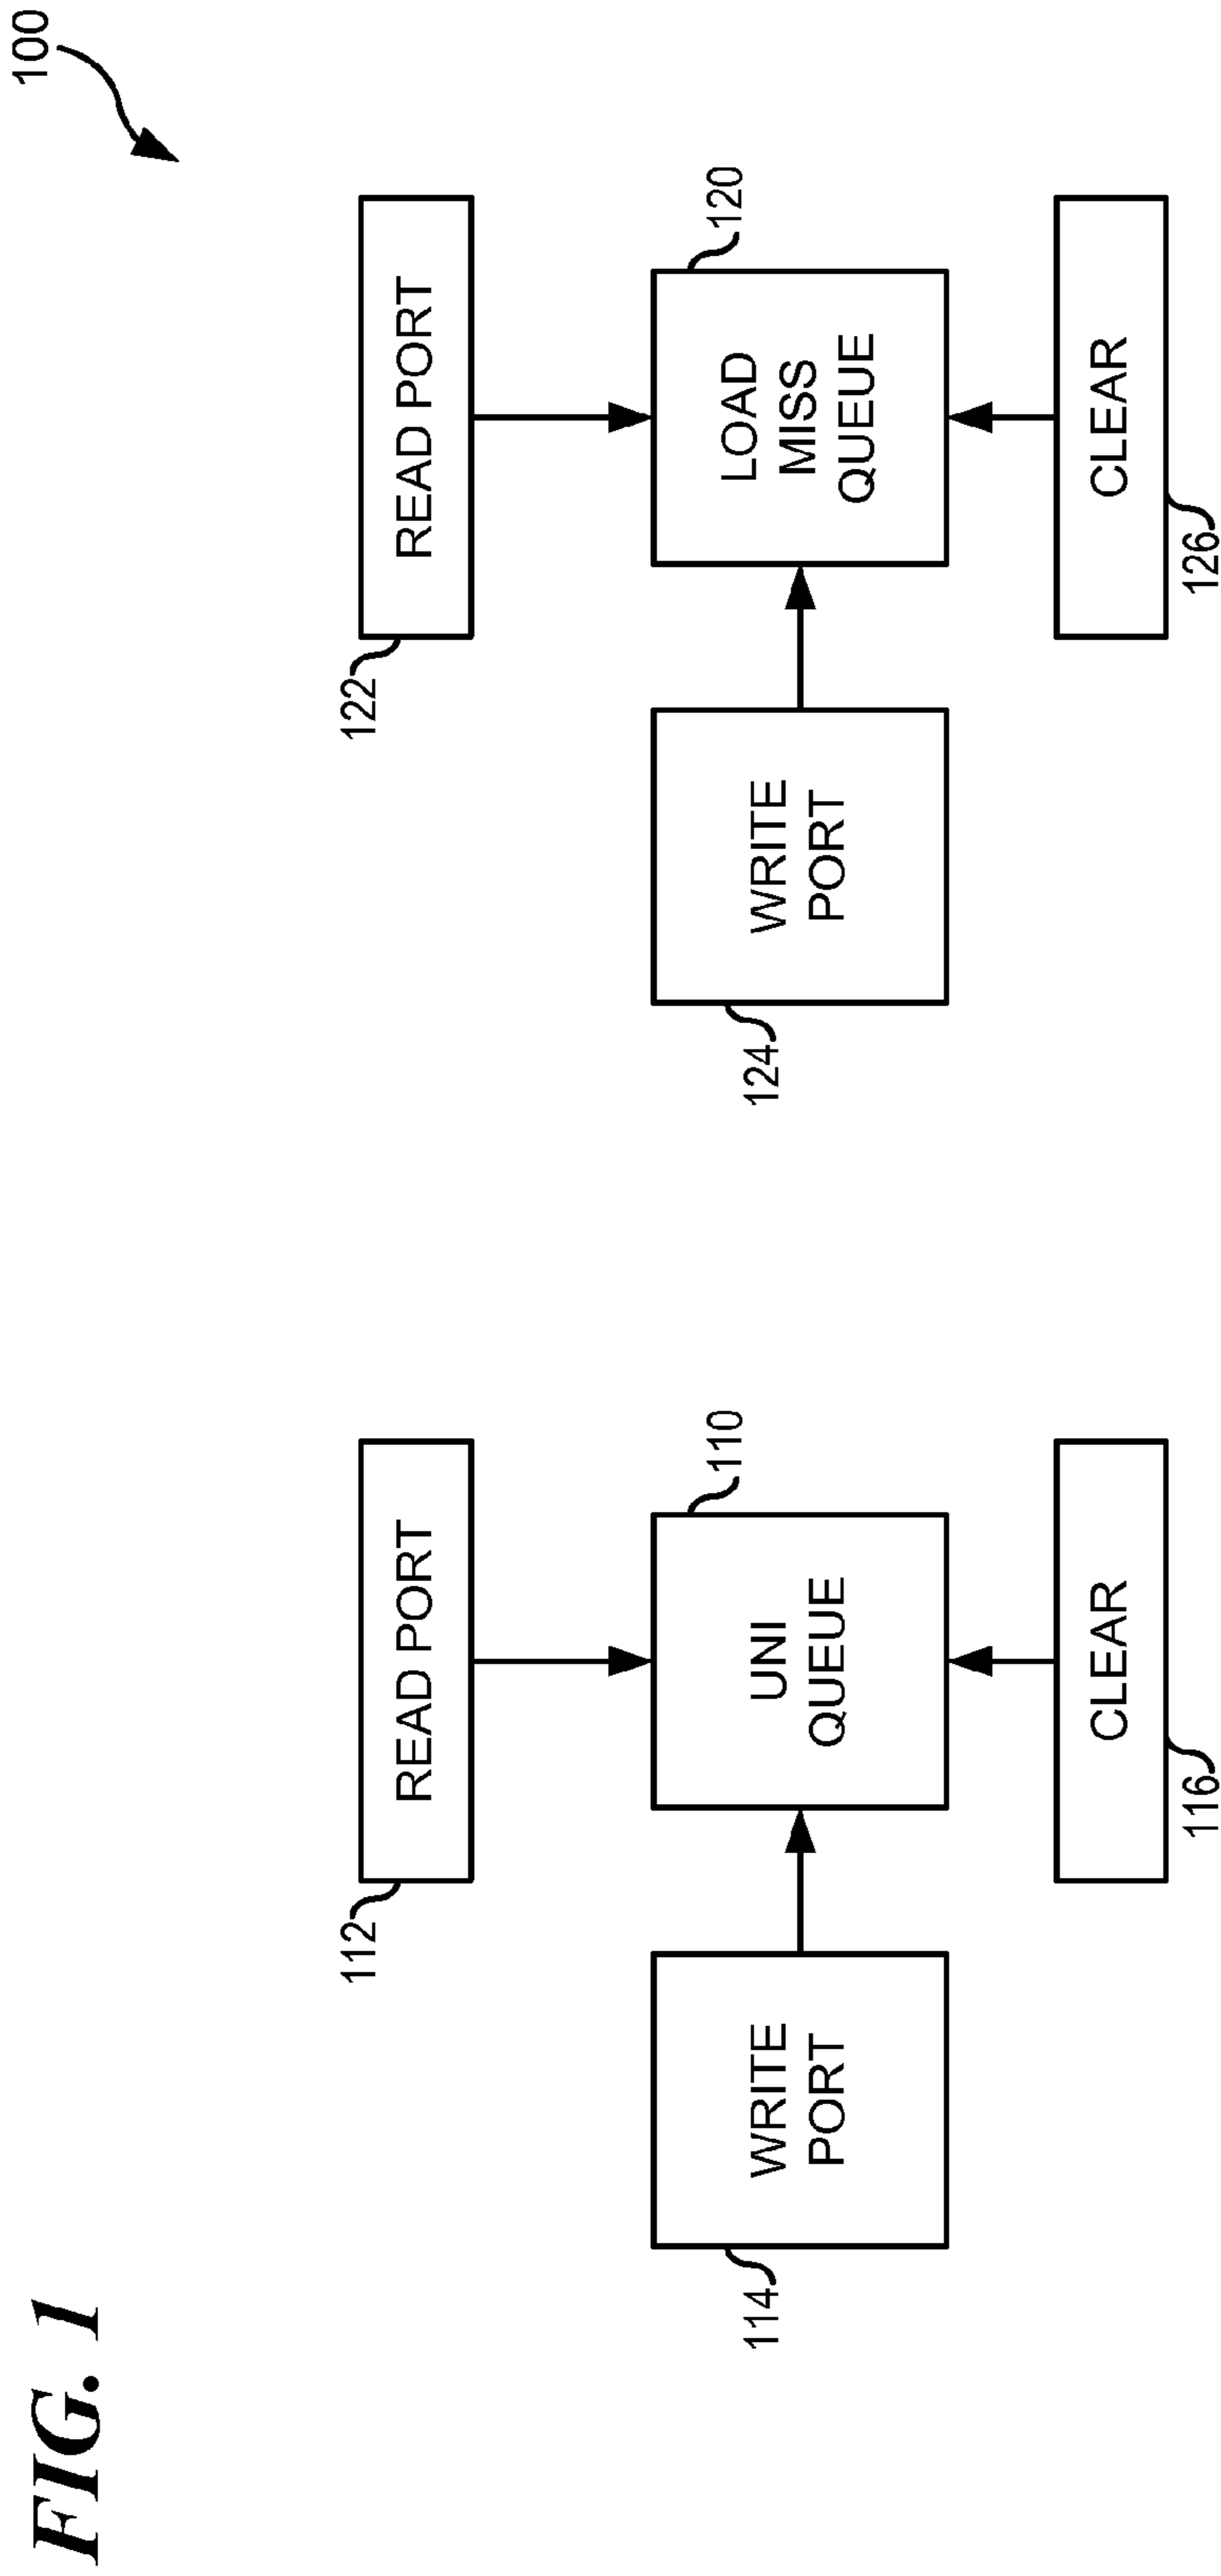 FIG. 1
100
112
READ PORT
110
UNI
QUEUE
114
WRITE
PORT
116
CLEAR
122
READ PORT
120
LOAD
MISS
QUEUE
124
WRITE
PORT
126
CLEAR